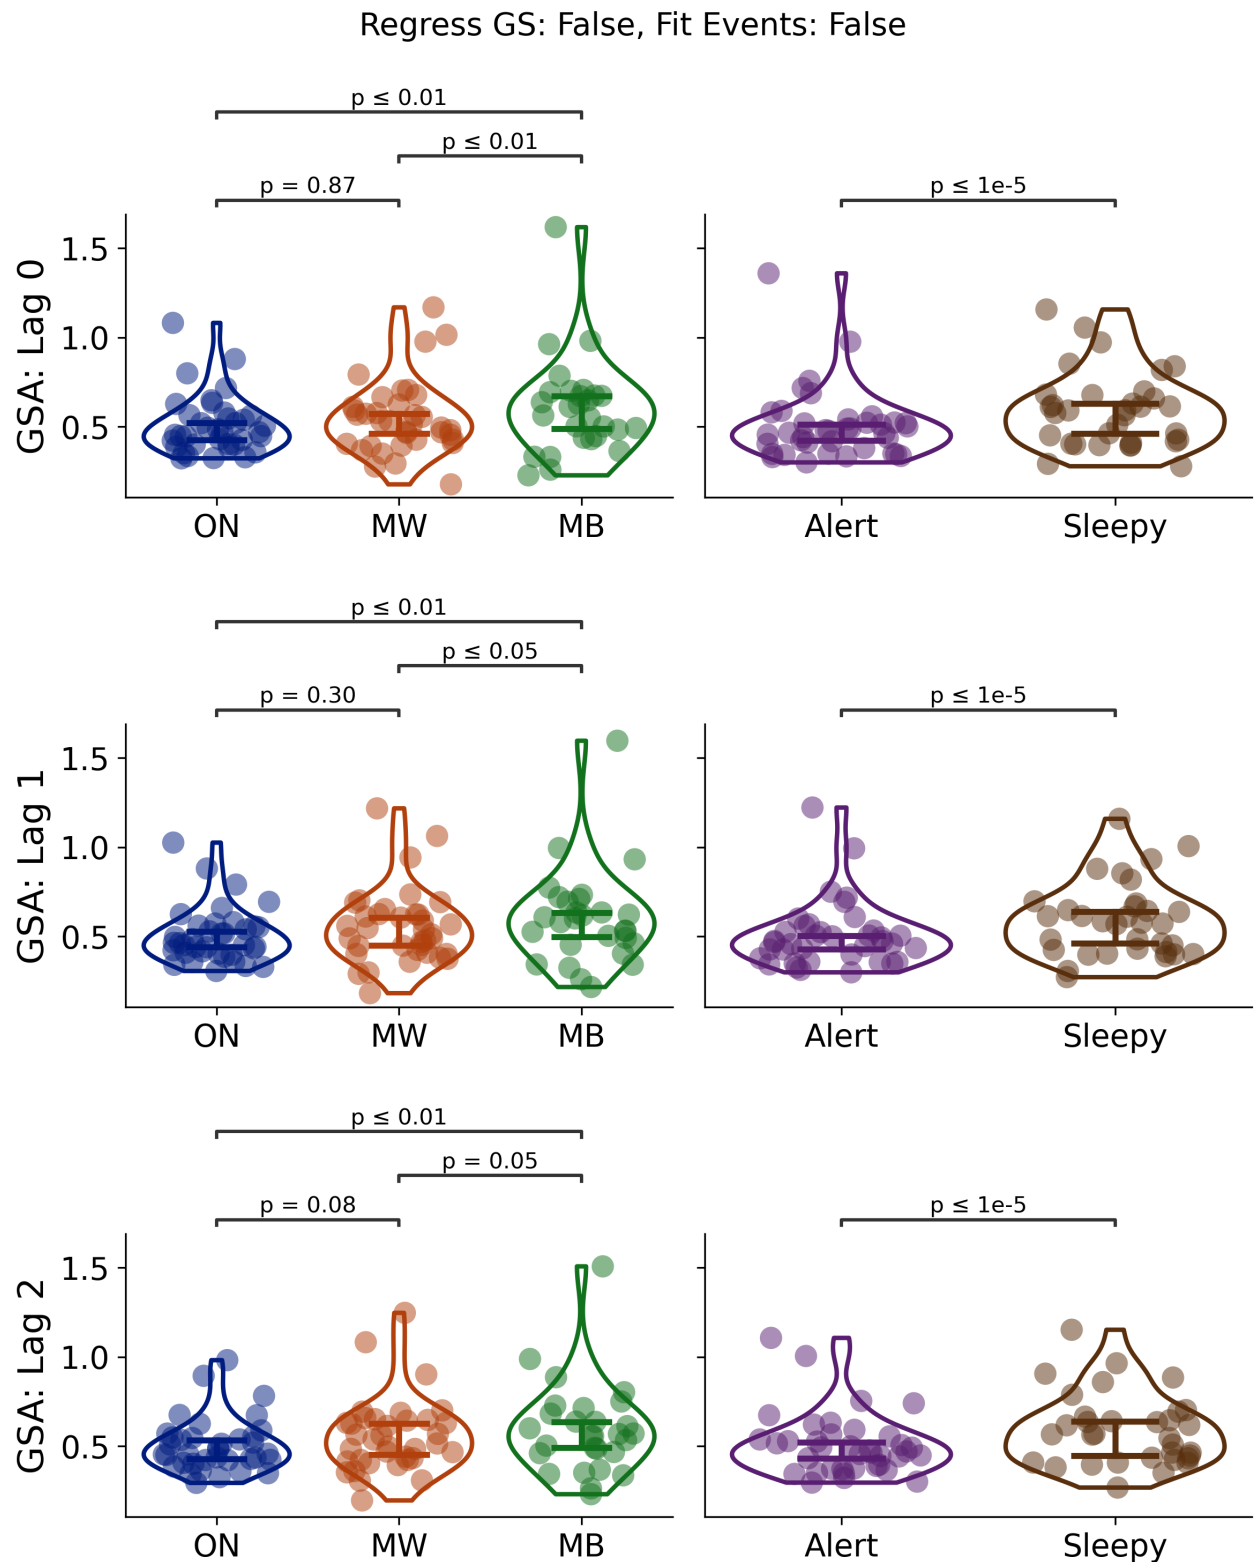 Regress GS: False, Fit Events: False
p ≤ 0.01
p ≤ 0.01
p = 0.87
p ≤ 1e-5
GSA: Lag 0
1.5
1.0
0.5
ON MW MB Alert Sleepy
p ≤ 0.01
p ≤ 0.05
p = 0.30
p ≤ 1e-5
GSA: Lag 1
1.5
1.0
0.5
ON MW MB Alert Sleepy
p ≤ 0.01
p = 0.05
p = 0.08
p ≤ 1e-5
GSA: Lag 2
1.5
1.0
0.5
ON MW MB Alert Sleepy